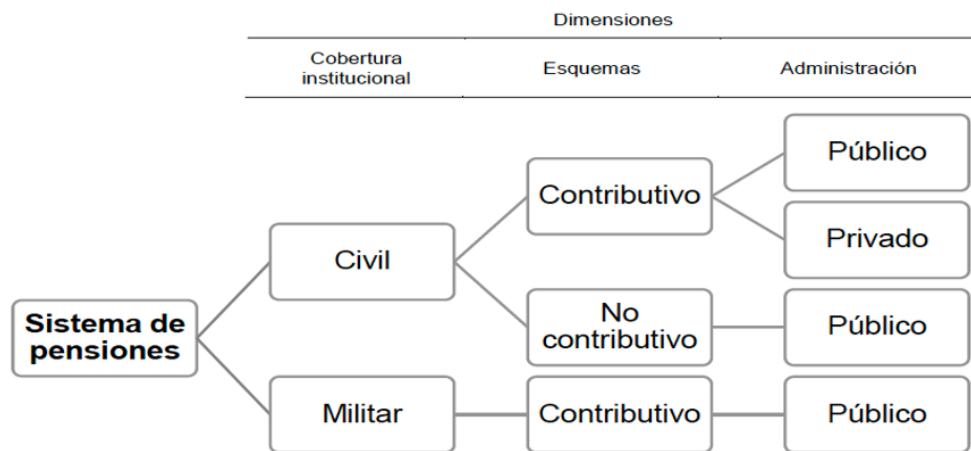 Dimensiones
Cobertura
institucional
Esquemas
Administración
Público
Contributivo
Privado
Civil
No
contributivo
Público
Sistema de
pensiones
Militar
Contributivo
Público